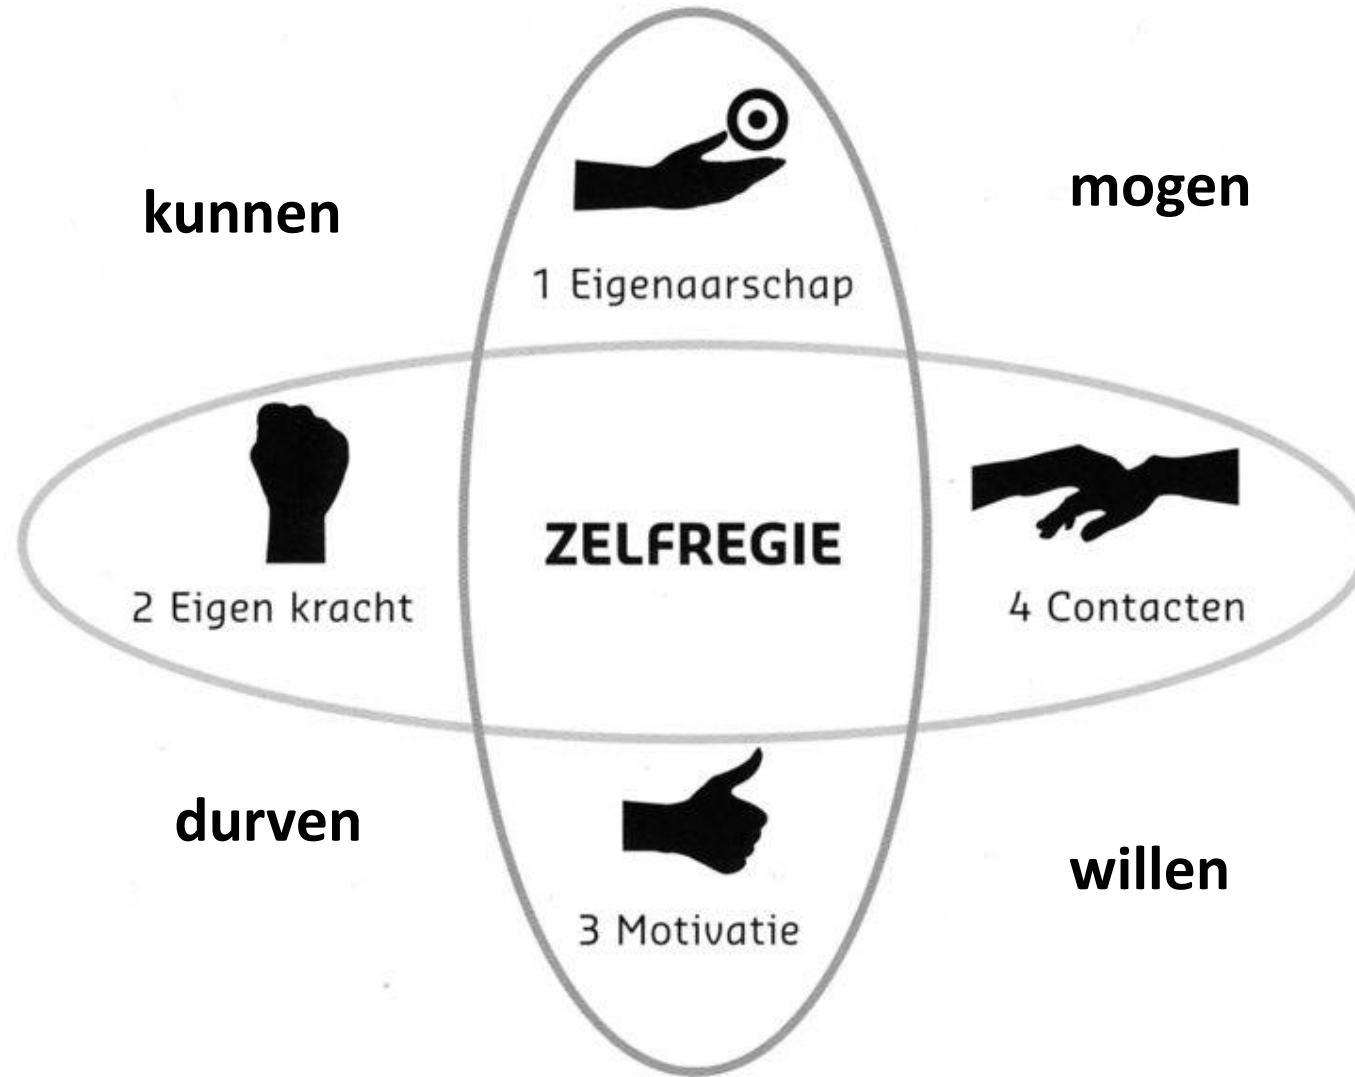 kunnen
mogen
1 Eigenaarschap
ZELFREGIE
2 Eigen kracht
4 Contacten
durven
willen
3 Motivatie